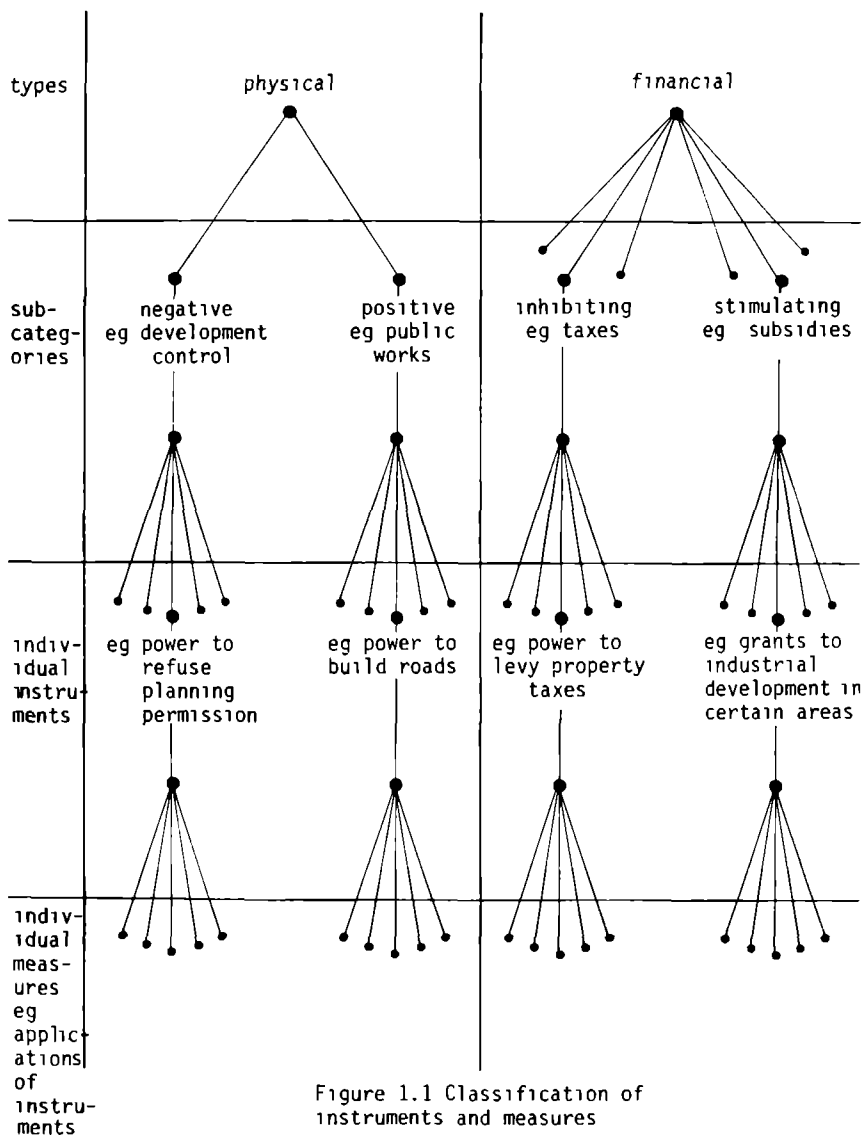 types
physical
financial
sub-
categ-
ories
negative
eg development
control
positive
eg public
works
inhibiting
eg taxes
stimulating
eg subsidies
indiv-
idual
instru-
ments
eg power to
refuse
planning
permission
eg power to
build roads
eg power to
levy property
taxes
eg grants to
industrial
development in
certain areas
indiv-
idual
meas-
ures
eg
applic-
ations
of
instru-
ments
Figure 1.1 Classification of
instruments and measures